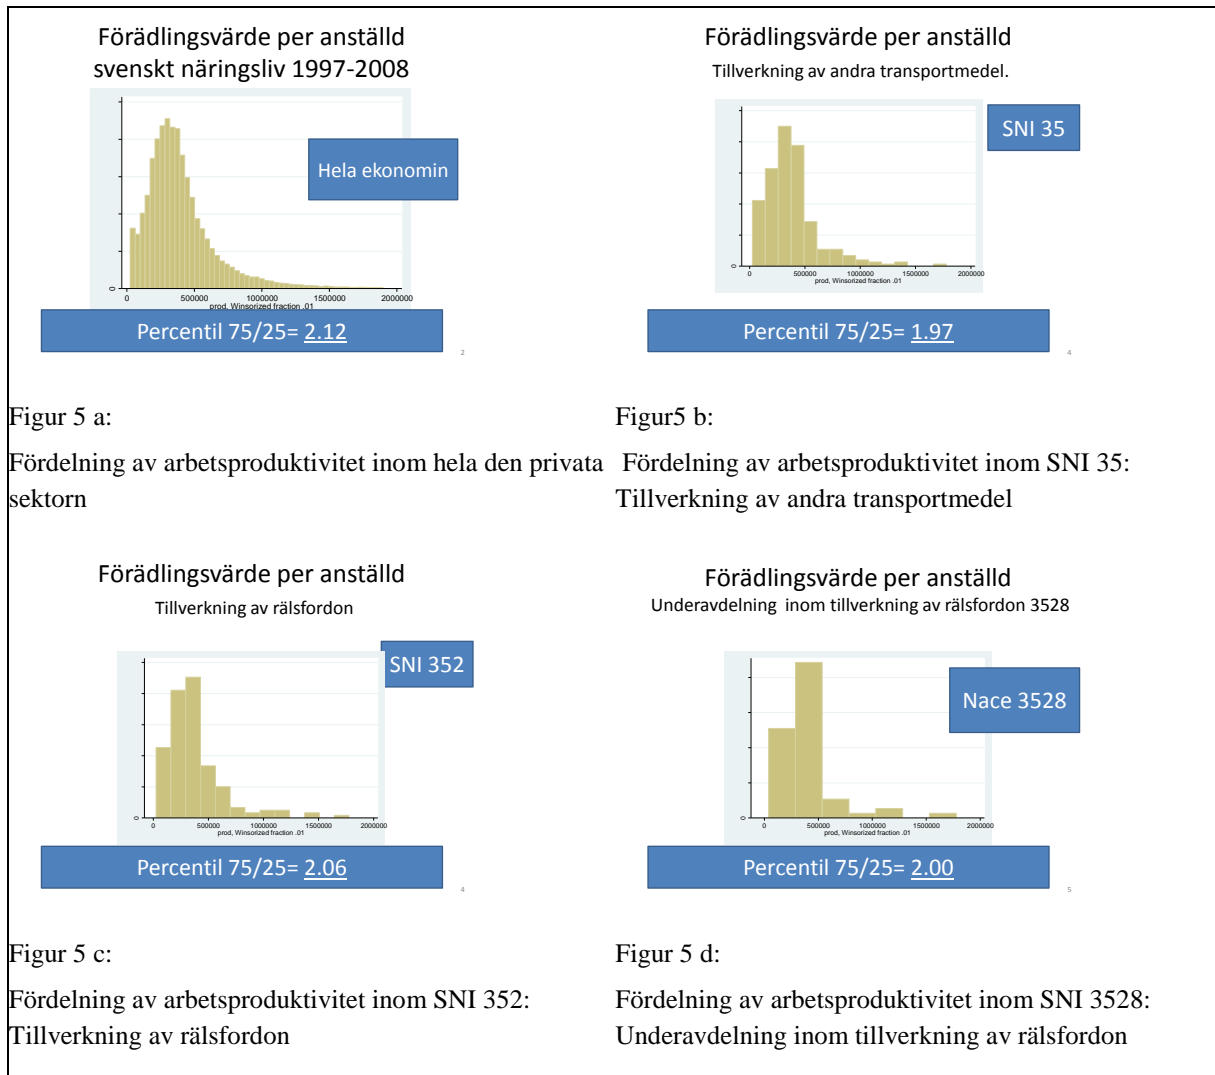 Förädlingsvärde per anställd
svenskt näringsliv 1997-2008
Hela ekonomin
0
0 500000 1000000 1500000 2000000
prod, Winsorized fraction .01
Percentil 75/25= 2.12
2
Figur 5 a:
Fördelning av arbetsproduktivitet inom hela den privata
sektorn
Förädlingsvärde per anställd
Tillverkning av andra transportmedel.
SNI 35
0
0 500000 1000000 1500000 2000000
prod, Winsorized fraction .01
Percentil 75/25= 1.97
4
Figur5 b:
Fördelning av arbetsproduktivitet inom SNI 35:
Tillverkning av andra transportmedel
Förädlingsvärde per anställd
Tillverkning av rälsfordon
SNI 352
0
0 500000 1000000 1500000 2000000
prod, Winsorized fraction .01
Percentil 75/25= 2.06
4
Figur 5 c:
Fördelning av arbetsproduktivitet inom SNI 352:
Tillverkning av rälsfordon
Förädlingsvärde per anställd
Underavdelning inom tillverkning av rälsfordon 3528
Nace 3528
0
0 500000 1000000 1500000 2000000
prod, Winsorized fraction .01
Percentil 75/25= 2.00
5
Figur 5 d:
Fördelning av arbetsproduktivitet inom SNI 3528:
Underavdelning inom tillverkning av rälsfordon